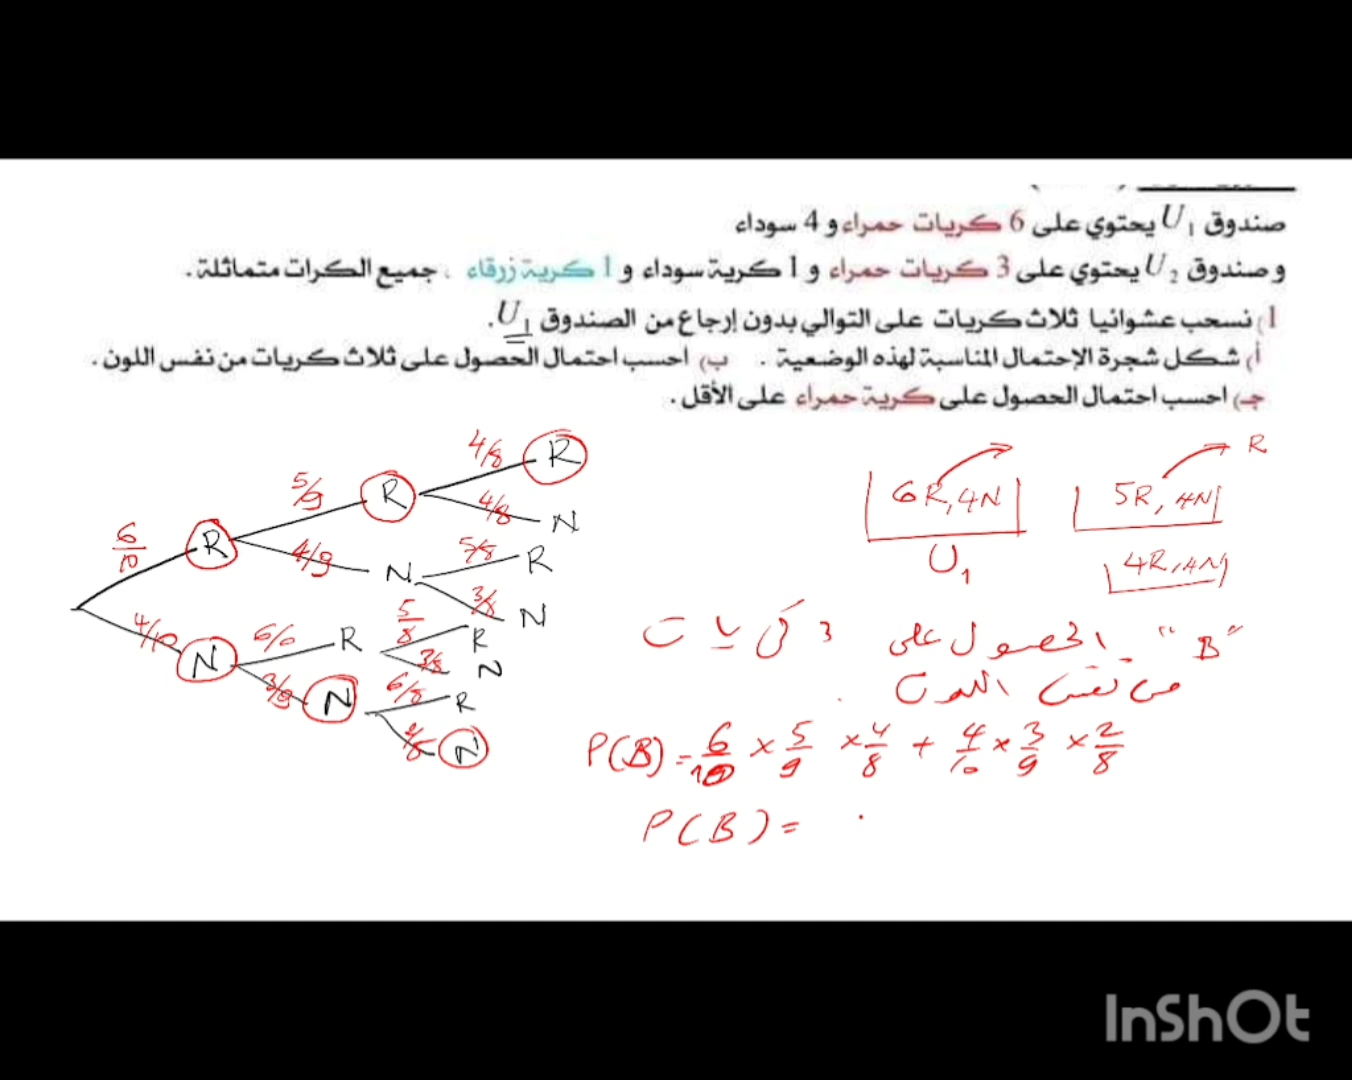 صندوق U₁ يحتوي على 6 كريات حمراء و 4 سوداء
و صندوق U₂ يحتوي على 3 كريات حمراء و 1 كرية سوداء و 1 كرية زرقاء ، جميع الكرات متماثلة .
1) نسحب عشوائيا ثلاث كريات على التوالي بدون إرجاع من الصندوق U₁ .
أ) شكل شجرة الإحتمال المناسبة لهذه الوضعية . ب) احسب احتمال الحصول على ثلاث كريات من نفس اللون .
جـ) احسب احتمال الحصول على كرية حمراء على الأقل .
6/10 R 5/9 R 4/8 R
4/8 N
4/9 N 5/8 R
3/8 N
4/10 N 6/ R 5/8 R
3/8 N
3/9 N 6/8 R
N
6R, 4N
U₁
5R, 4N R
4R, 4N
"B" الحصول على 3 كريات
من نفس اللون .
P(B) = 6/10 × 5/9 × 4/8 + 4/10 × 3/9 × 2/8
P(B) =
InShOt